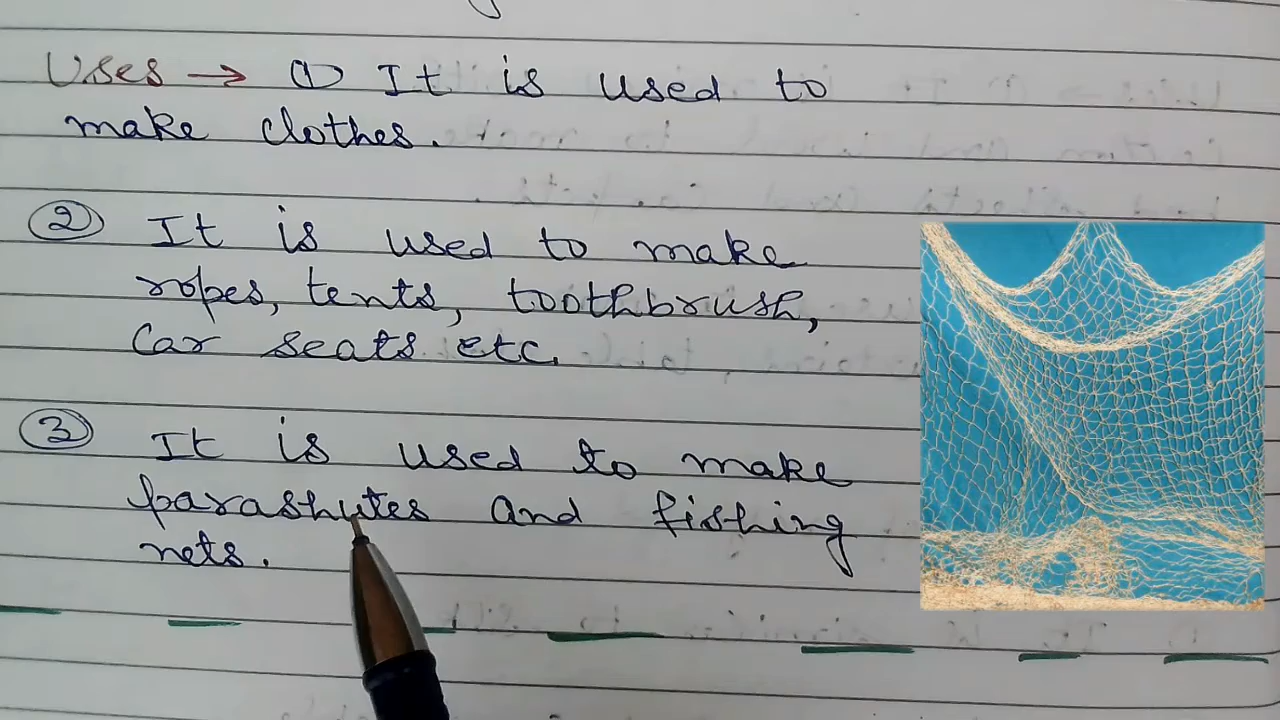 Uses → ① It is used to
make clothes.
② It is used to make
ropes, tents, toothbrush,
Car seats etc.
③ It is used to make
parashutes and fishing
nets.